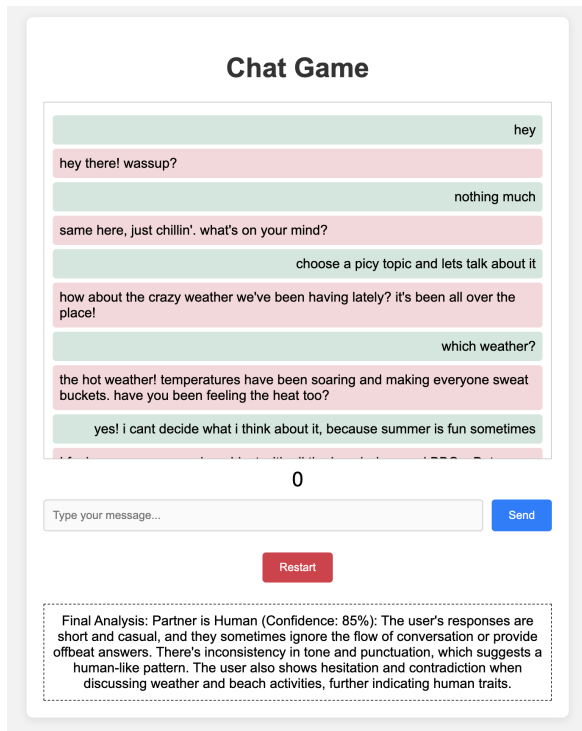 Chat Game
hey
hey there! wassup?
nothing much
same here, just chillin'. what's on your mind?
choose a picy topic and lets talk about it
how about the crazy weather we've been having lately? it's been all over the
place!
which weather?
the hot weather! temperatures have been soaring and making everyone sweat
buckets. have you been feeling the heat too?
yes! i cant decide what i think about it, because summer is fun sometimes
0
Type your message...
Send
Restart
Final Analysis: Partner is Human (Confidence: 85%): The user's responses are
short and casual, and they sometimes ignore the flow of conversation or provide
offbeat answers. There's inconsistency in tone and punctuation, which suggests a
human-like pattern. The user also shows hesitation and contradiction when
discussing weather and beach activities, further indicating human traits.